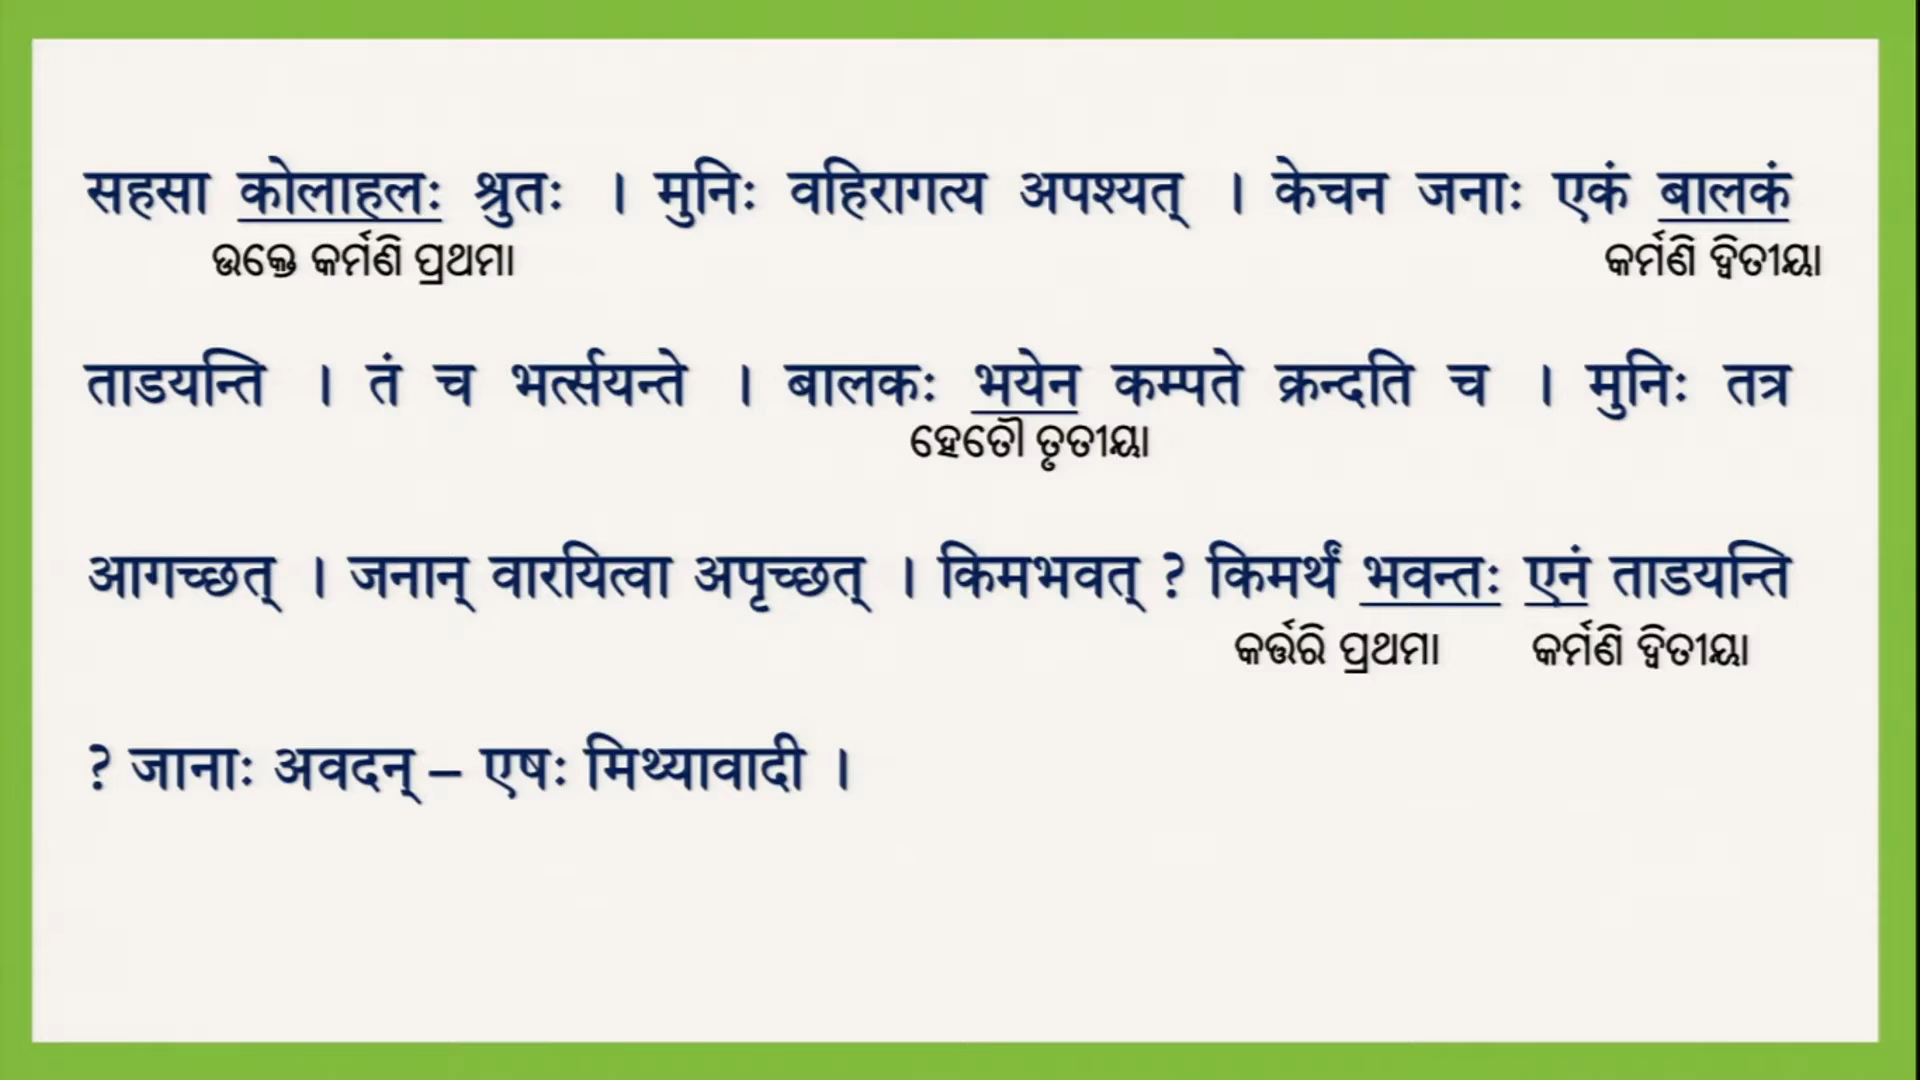 सहसा कोलाहलः श्रुतः । मुनिः वहिरागत्य अपश्यत् । केचन जनाः एकं बालकं
ଉକ୍ତେ କର୍ମଣି ପ୍ରଥମା କର୍ମଣି ଦ୍ୱିତୀୟା
ताडयन्ति । तं च भर्त्सयन्ते । बालकः भयेन कम्पते क्रन्दति च । मुनिः तत्र
ହେତୌ ତୃତୀୟା
आगच्छत् । जनान् वारयित्वा अपृच्छत् । किमभवत् ? किमर्थं भवन्तः एनं ताडयन्ति
କର୍ତ୍ତରି ପ୍ରଥମା କର୍ମଣି ଦ୍ୱିତୀୟା
? जानाः अवदन् – एषः मिथ्यावादी ।